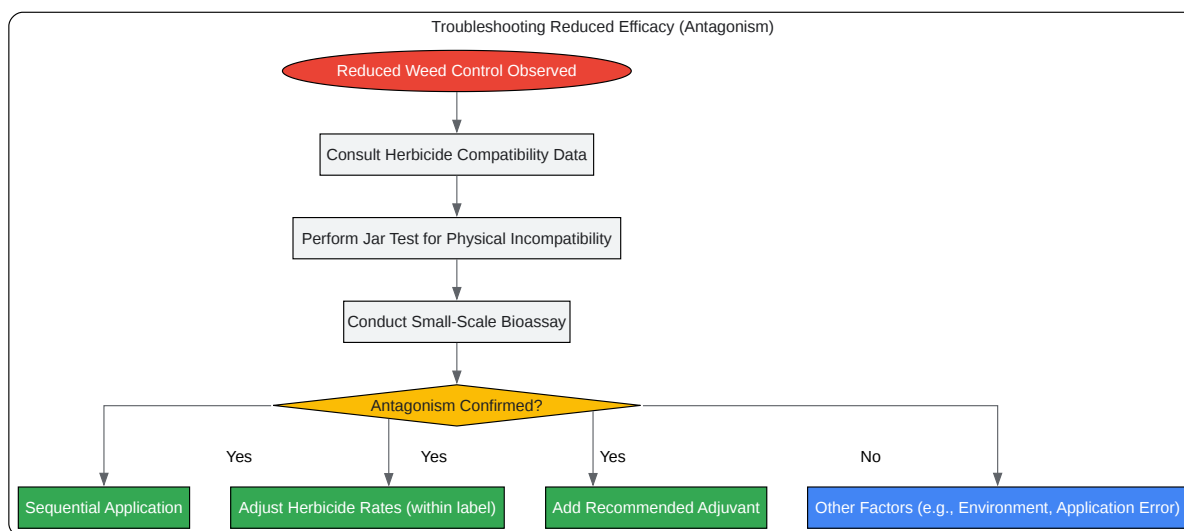 Troubleshooting Reduced Efficacy (Antagonism)
Reduced Weed Control Observed
Consult Herbicide Compatibility Data
Perform Jar Test for Physical Incompatibility
Conduct Small-Scale Bioassay
Antagonism Confirmed?
Yes
Yes
Yes
No
Sequential Application
Adjust Herbicide Rates (within label)
Add Recommended Adjuvant
Other Factors (e.g., Environment, Application Error)